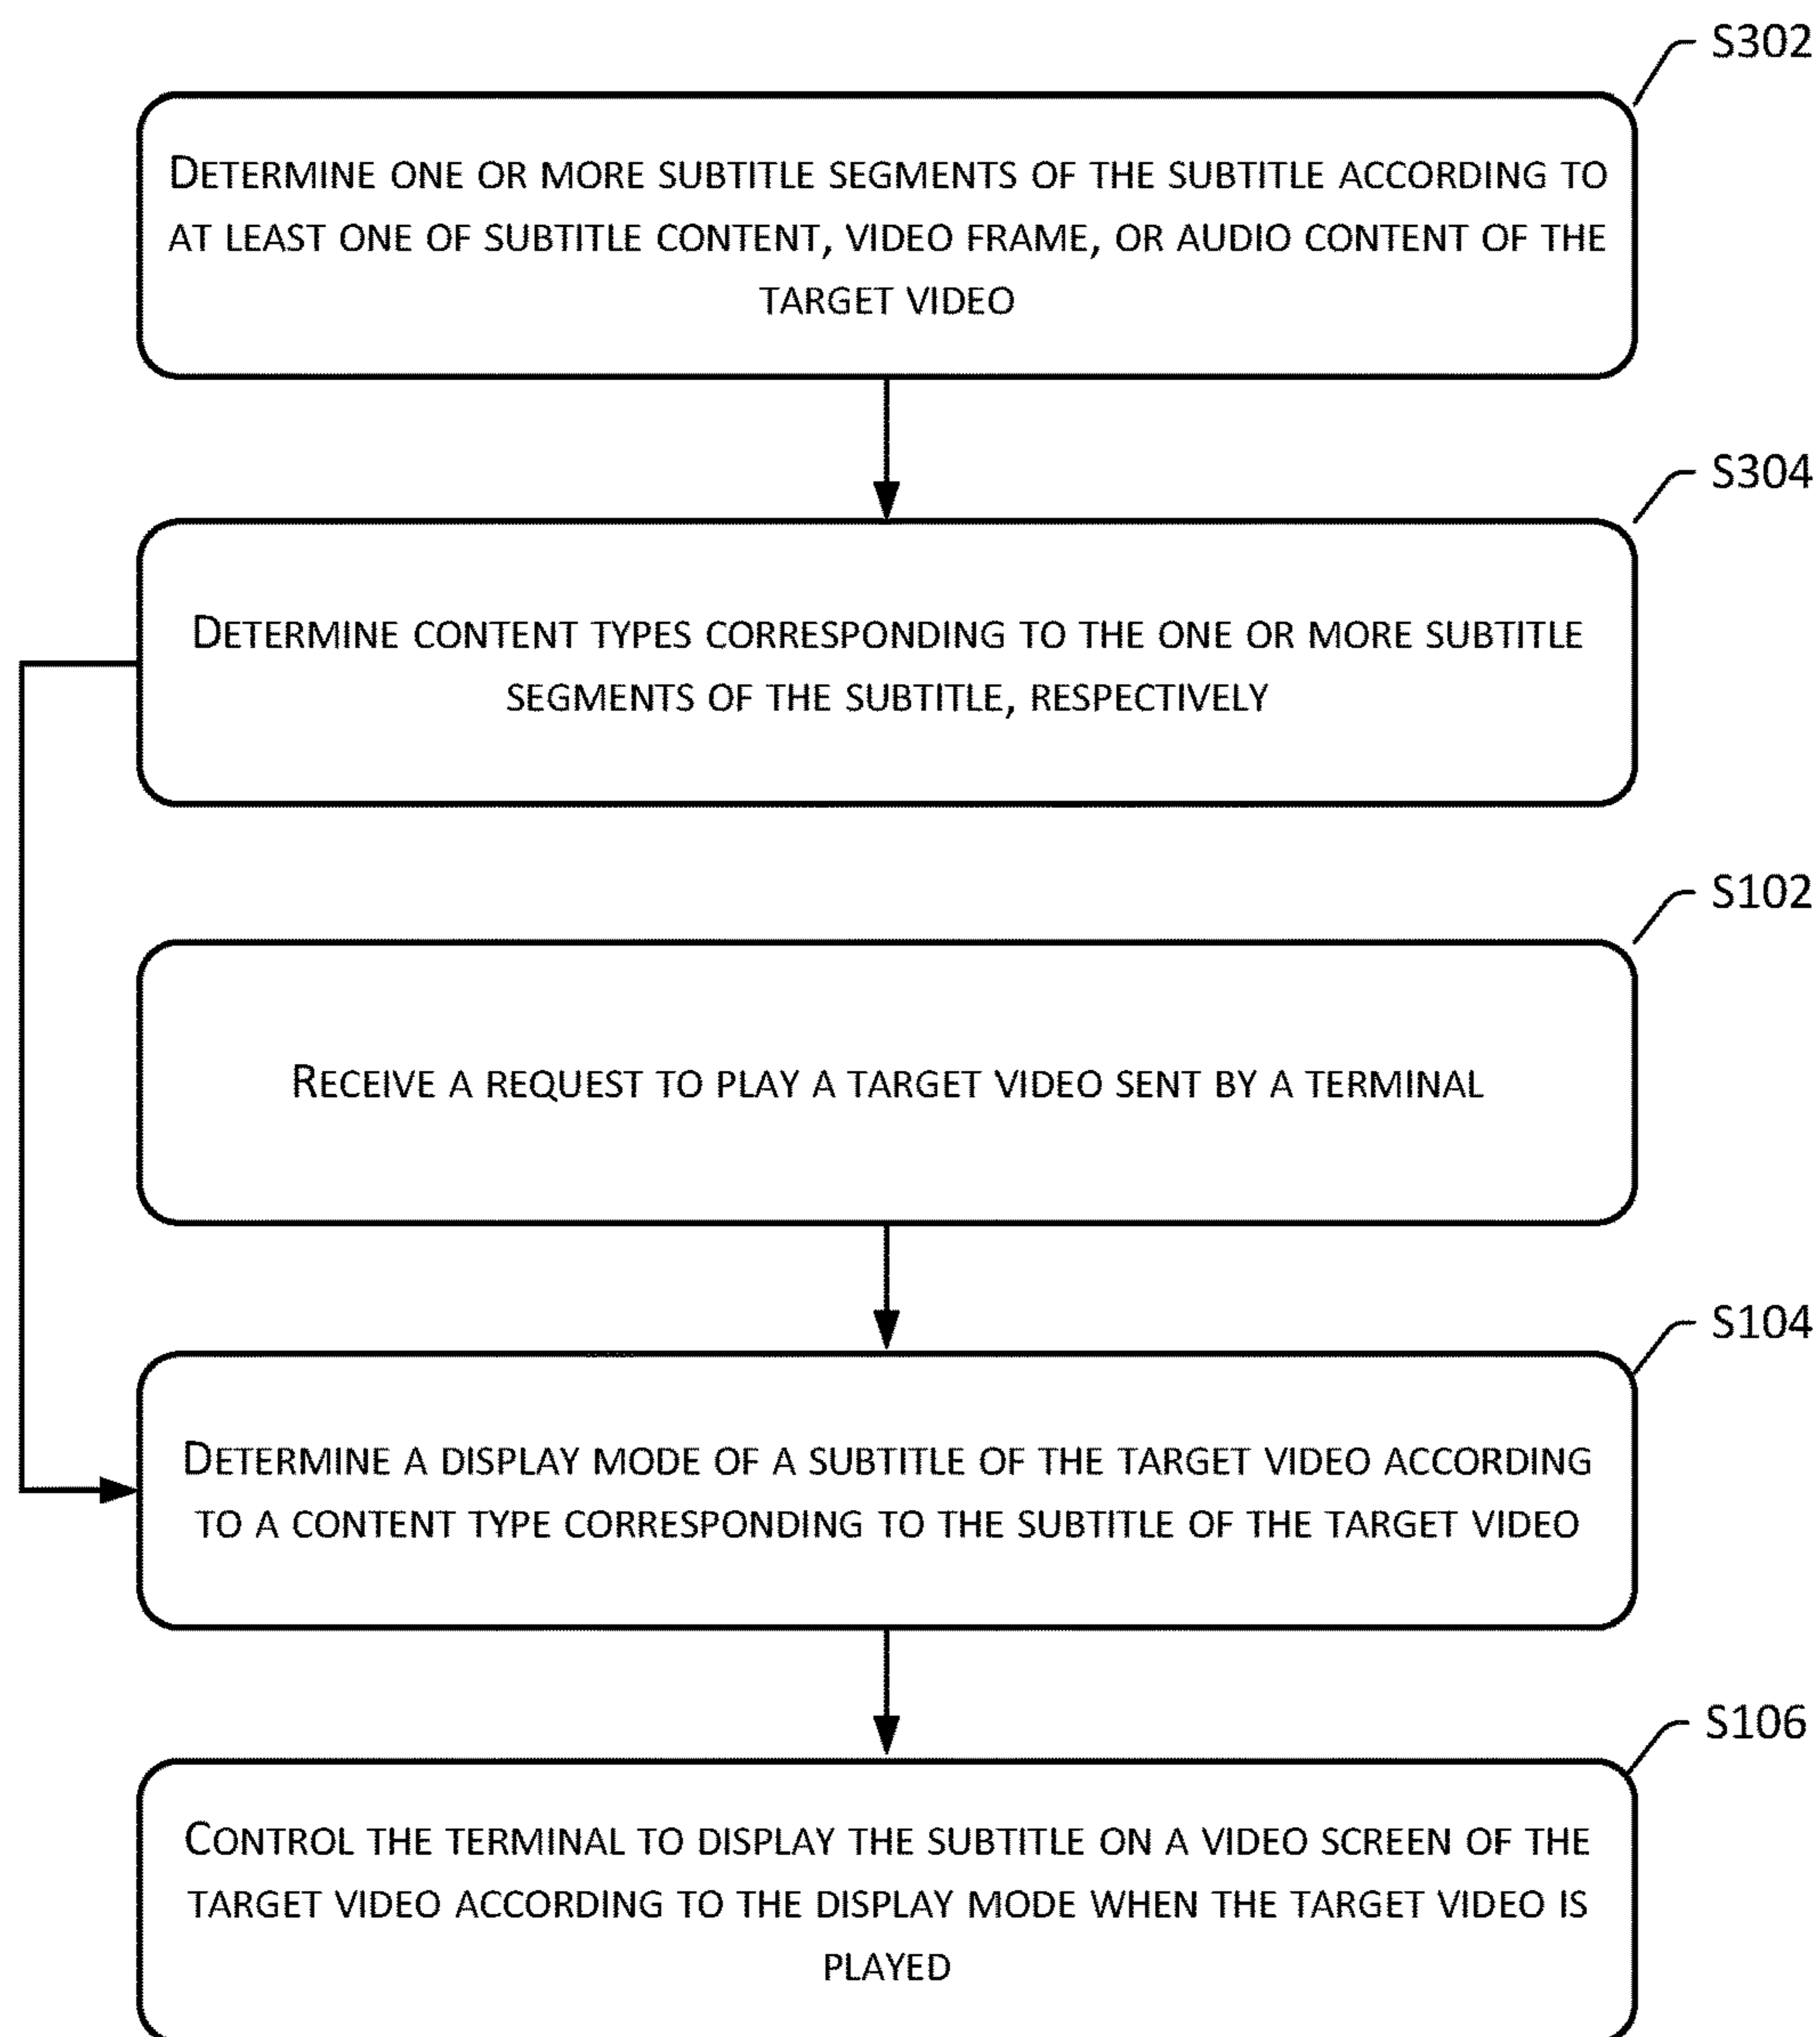 S302
DETERMINE ONE OR MORE SUBTITLE SEGMENTS OF THE SUBTITLE ACCORDING TO
AT LEAST ONE OF SUBTITLE CONTENT, VIDEO FRAME, OR AUDIO CONTENT OF THE
TARGET VIDEO
S304
DETERMINE CONTENT TYPES CORRESPONDING TO THE ONE OR MORE SUBTITLE
SEGMENTS OF THE SUBTITLE, RESPECTIVELY
S102
RECEIVE A REQUEST TO PLAY A TARGET VIDEO SENT BY A TERMINAL
S104
DETERMINE A DISPLAY MODE OF A SUBTITLE OF THE TARGET VIDEO ACCORDING
TO A CONTENT TYPE CORRESPONDING TO THE SUBTITLE OF THE TARGET VIDEO
S106
CONTROL THE TERMINAL TO DISPLAY THE SUBTITLE ON A VIDEO SCREEN OF THE
TARGET VIDEO ACCORDING TO THE DISPLAY MODE WHEN THE TARGET VIDEO IS
PLAYED